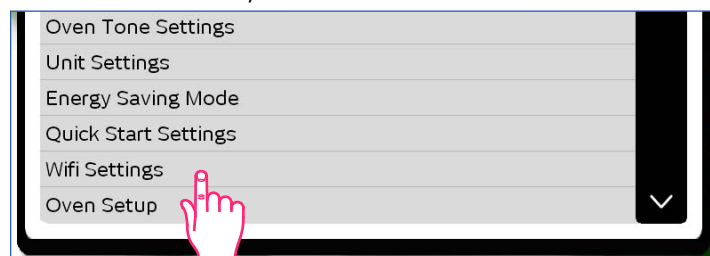 Oven Tone Settings
Unit Settings
Energy Saving Mode
Quick Start Settings
Wifi Settings
Oven Setup